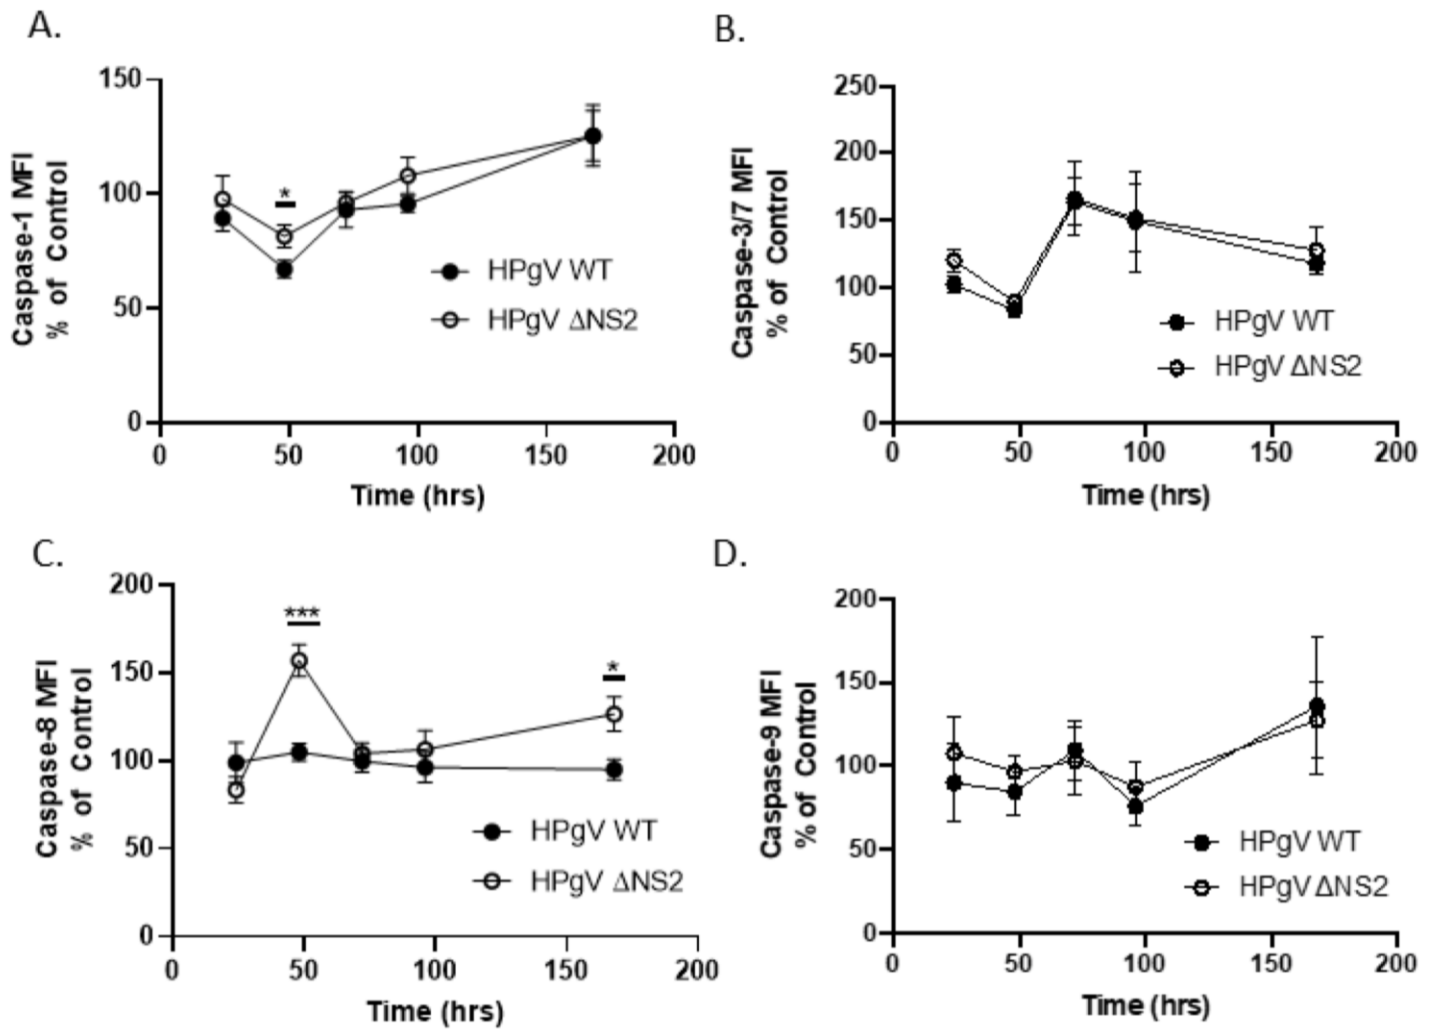 A.
150
100
50
0
0 50 100 150 200
Caspase-1 MFI
% of Control
*
HPgV WT
HPgV ΔNS2
Time (hrs)
B.
250
200
150
100
50
0
0 50 100 150 200
Caspase-3/7 MFI
% of Control
HPgV WT
HPgV ΔNS2
Time (hrs)
C.
200
150
100
50
0
0 50 100 150 200
Caspase-8 MFI
% of Control
***
*
HPgV WT
HPgV ΔNS2
Time (hrs)
D.
200
150
100
50
0
0 50 100 150 200
Caspase-9 MFI
% of Control
HPgV WT
HPgV ΔNS2
Time (hrs)